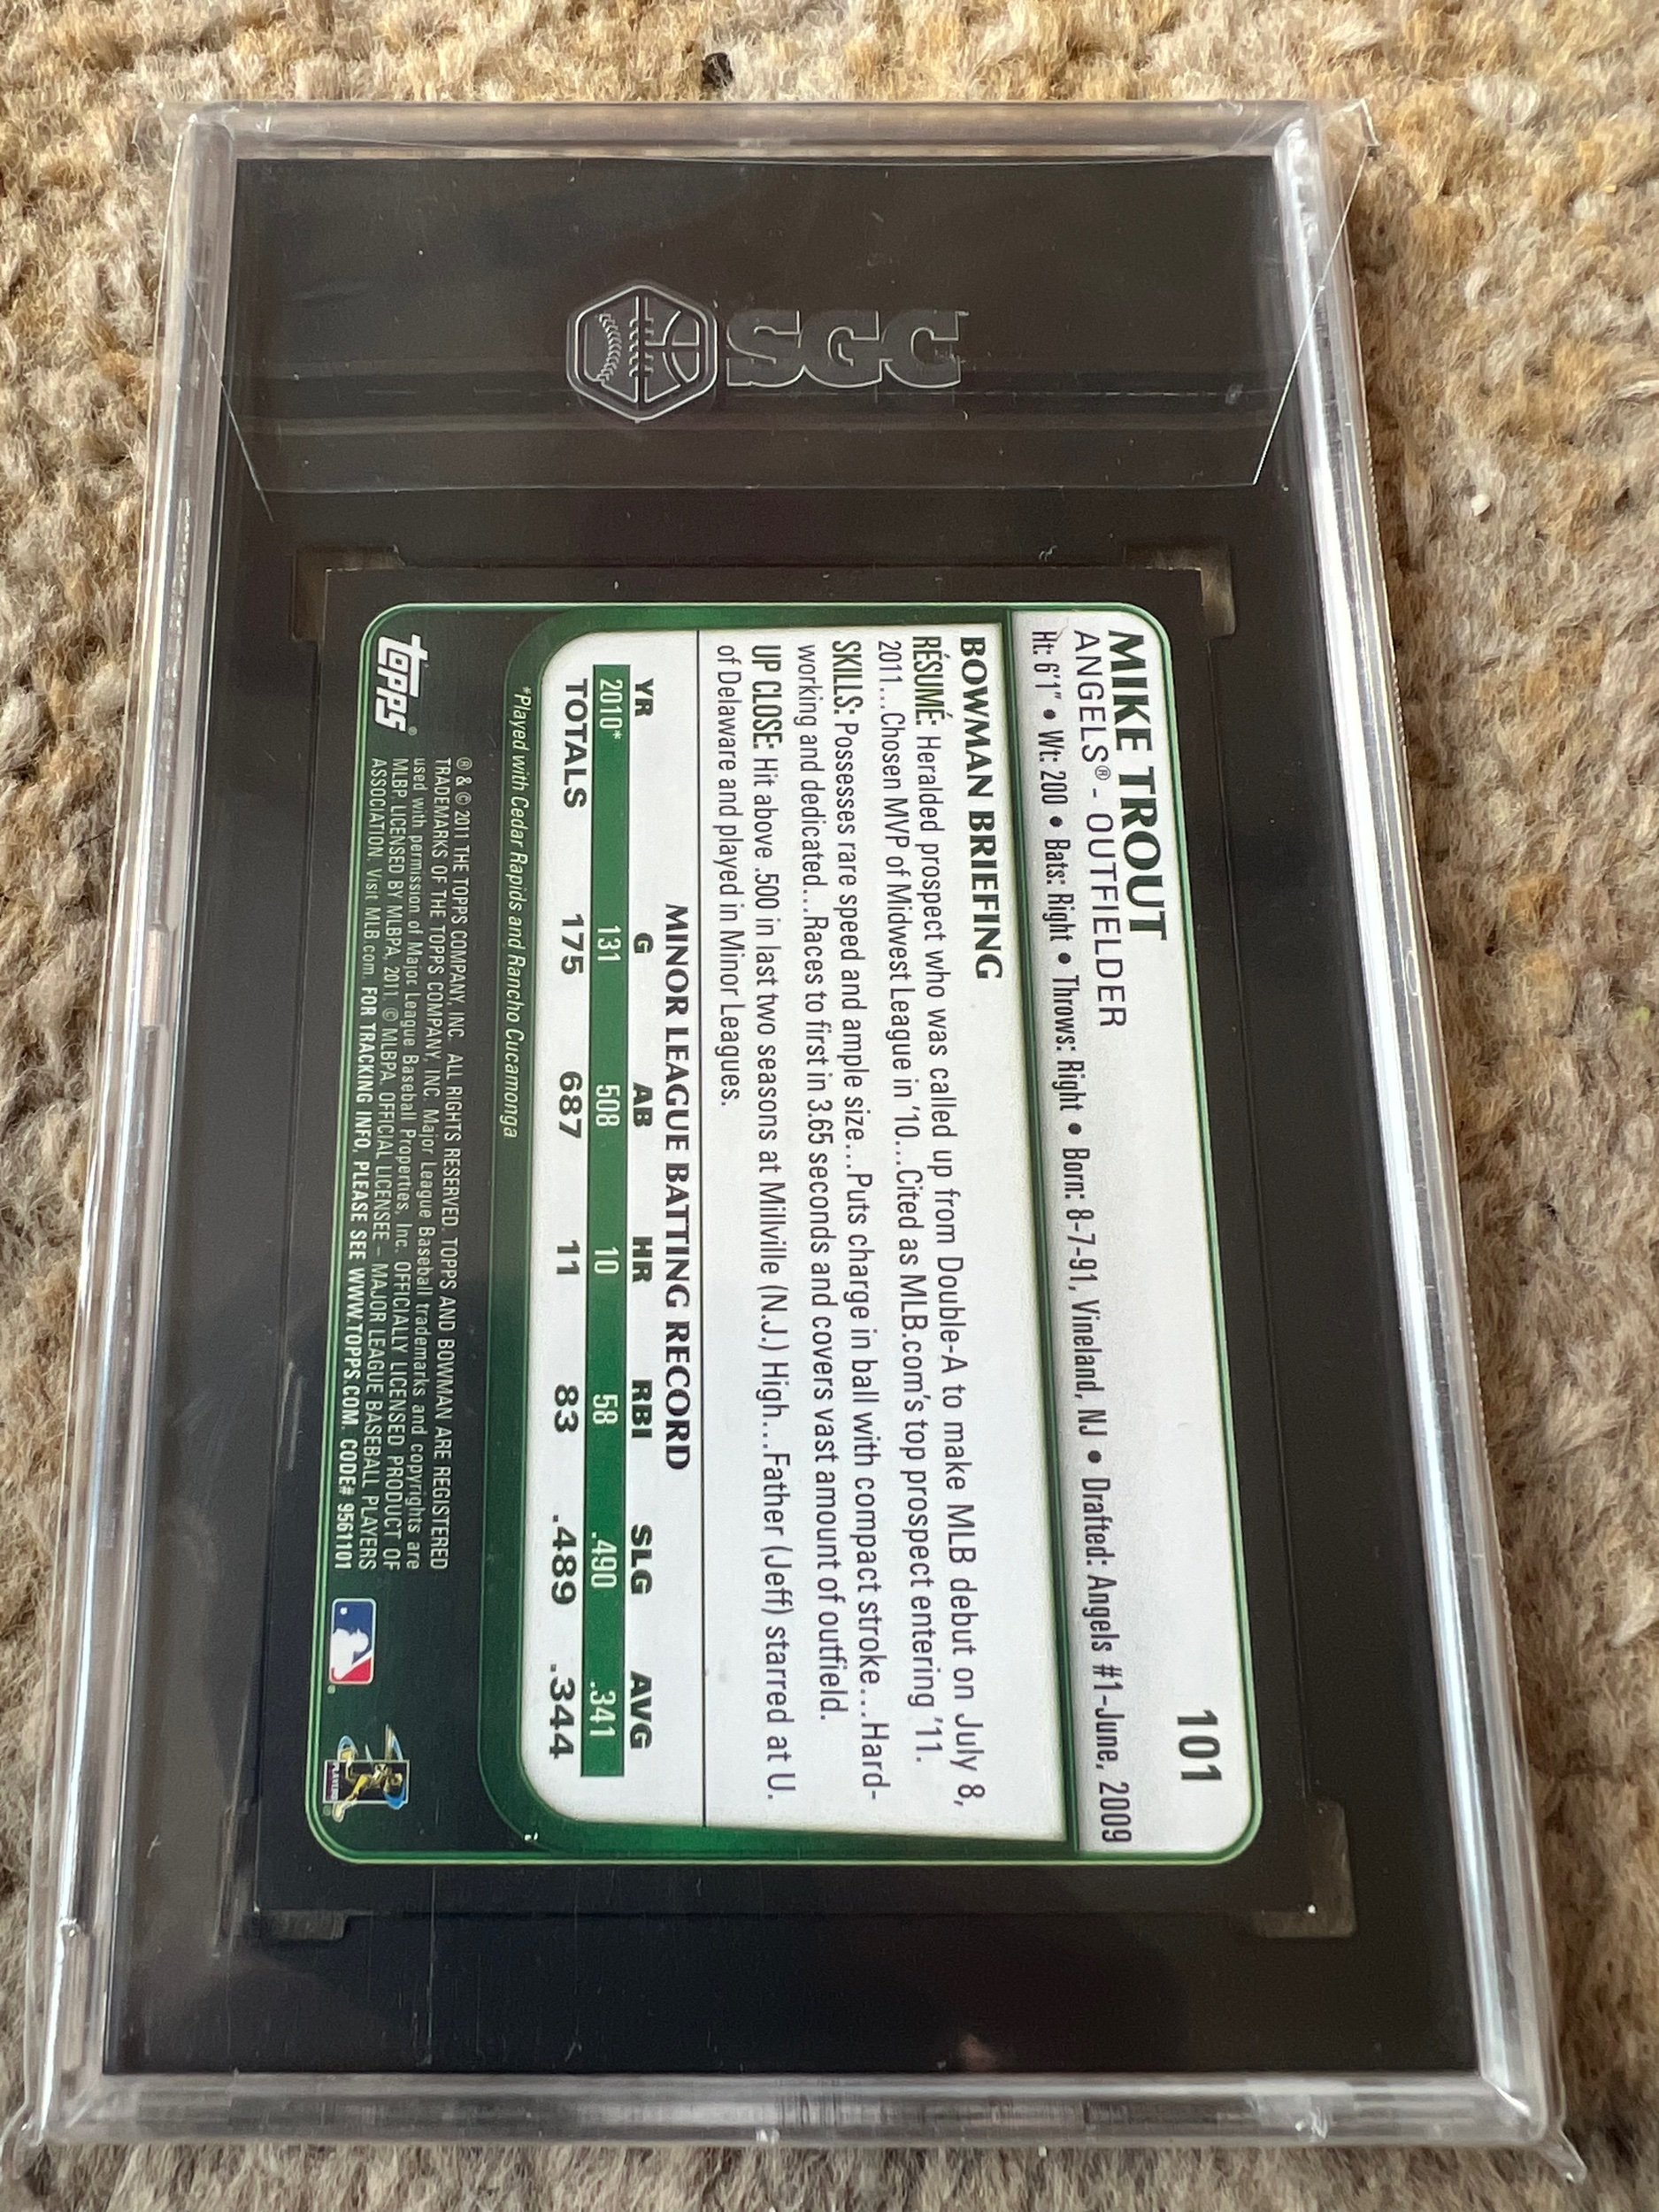 SGC
101
MIKE TROUT
ANGELS® - OUTFIELDER
Ht: 6'1" • Wt: 200 • Bats: Right • Throws: Right • Born: 8-7-91, Vineland, NJ • Drafted: Angels #1-June, 2009
BOWMAN BRIEFING
RÉSUMÉ: Heralded prospect who was called up from Double-A to make MLB debut on July 8,
2011...Chosen MVP of Midwest League in '10...Cited as MLB.com's top prospect entering '11.
SKILLS: Possesses rare speed and ample size...Puts charge in ball with compact stroke...Hard-
working and dedicated...Races to first in 3.65 seconds and covers vast amount of outfield.
UP CLOSE: Hit above .500 in last two seasons at Millville (N.J.) High...Father (Jeff) starred at U.
of Delaware and played in Minor Leagues.
MINOR LEAGUE BATTING RECORD
YR G AB HR RBI SLG AVG
2010* 131 508 10 58 .490 .341
TOTALS 175 687 11 83 .489 .344
*Played with Cedar Rapids and Rancho Cucamonga
® & © 2011 THE TOPPS COMPANY, INC. ALL RIGHTS RESERVED. TOPPS AND BOWMAN ARE REGISTERED
TRADEMARKS OF THE TOPPS COMPANY, INC. Major League Baseball trademarks and copyrights are
used with permission of Major League Baseball Properties, Inc. OFFICIALLY LICENSED PRODUCT OF
MLBP. LICENSED BY MLBPA, 2011. © MLBPA. OFFICIAL LICENSEE – MAJOR LEAGUE BASEBALL PLAYERS
ASSOCIATION. Visit MLB.com. FOR TRACKING INFO, PLEASE SEE WWW.TOPPS.COM. CODE# 9561101
topps®
PLAYERS